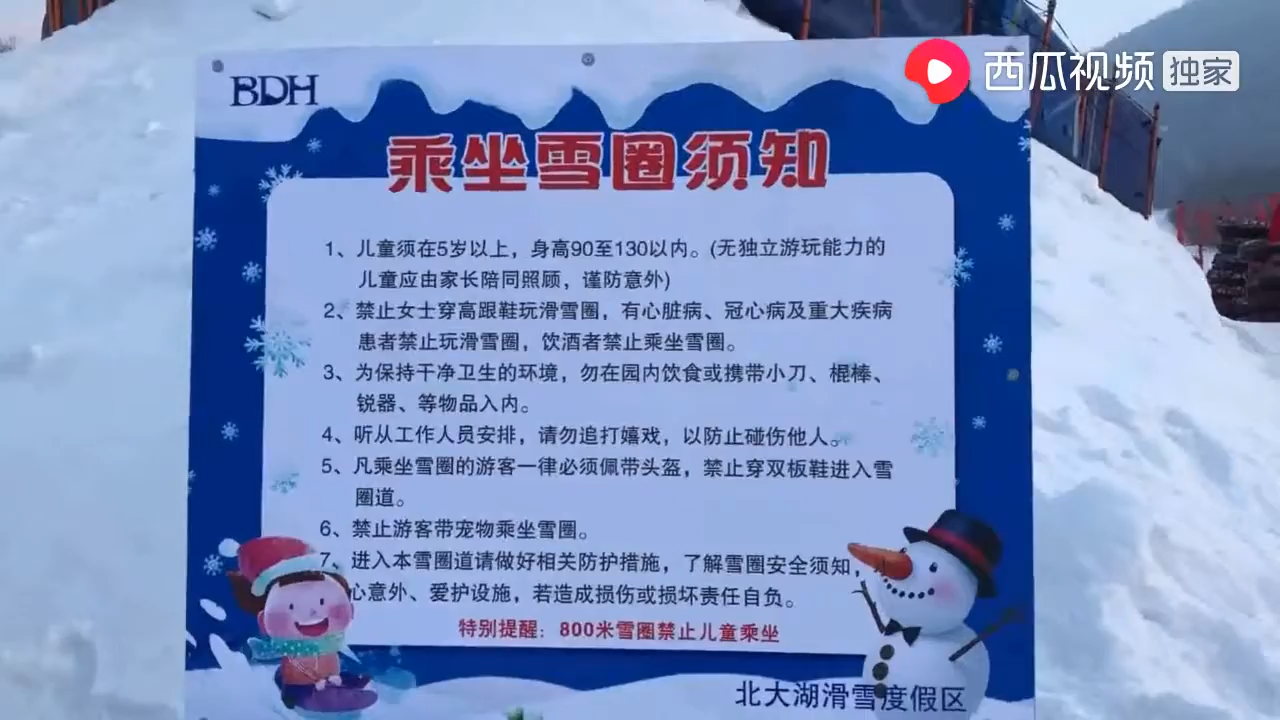 西瓜视频 独家
BDH
乘坐雪圈须知
1、儿童须在5岁以上，身高90至130以内。(无独立游玩能力的
儿童应由家长陪同照顾，谨防意外)
2、禁止女士穿高跟鞋玩滑雪圈，有心脏病、冠心病及重大疾病
患者禁止玩滑雪圈，饮酒者禁止乘坐雪圈。
3、为保持干净卫生的环境，勿在园内饮食或携带小刀、棍棒、
锐器、等物品入内。
4、听从工作人员安排，请勿追打嬉戏，以防止碰伤他人。
5、凡乘坐雪圈的游客一律必须佩带头盔，禁止穿双板鞋进入雪
圈道。
6、禁止游客带宠物乘坐雪圈。
7、进入本雪圈道请做好相关防护措施，了解雪圈安全须知，
心意外、爱护设施，若造成损伤或损坏责任自负。
特别提醒：800米雪圈禁止儿童乘坐
北大湖滑雪度假区